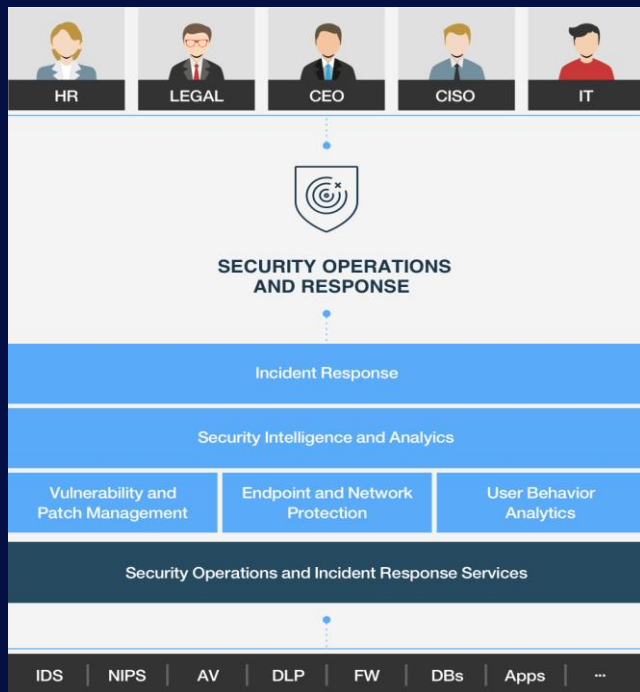 HR LEGAL CEO CISO IT
SECURITY OPERATIONS
AND RESPONSE
Incident Response
Security Intelligence and Analyics
Vulnerability and
Patch Management
Endpoint and Network
Protection
User Behavior
Analytics
Security Operations and Incident Response Services
IDS | NIPS | AV | DLP | FW | DBs | Apps | ...